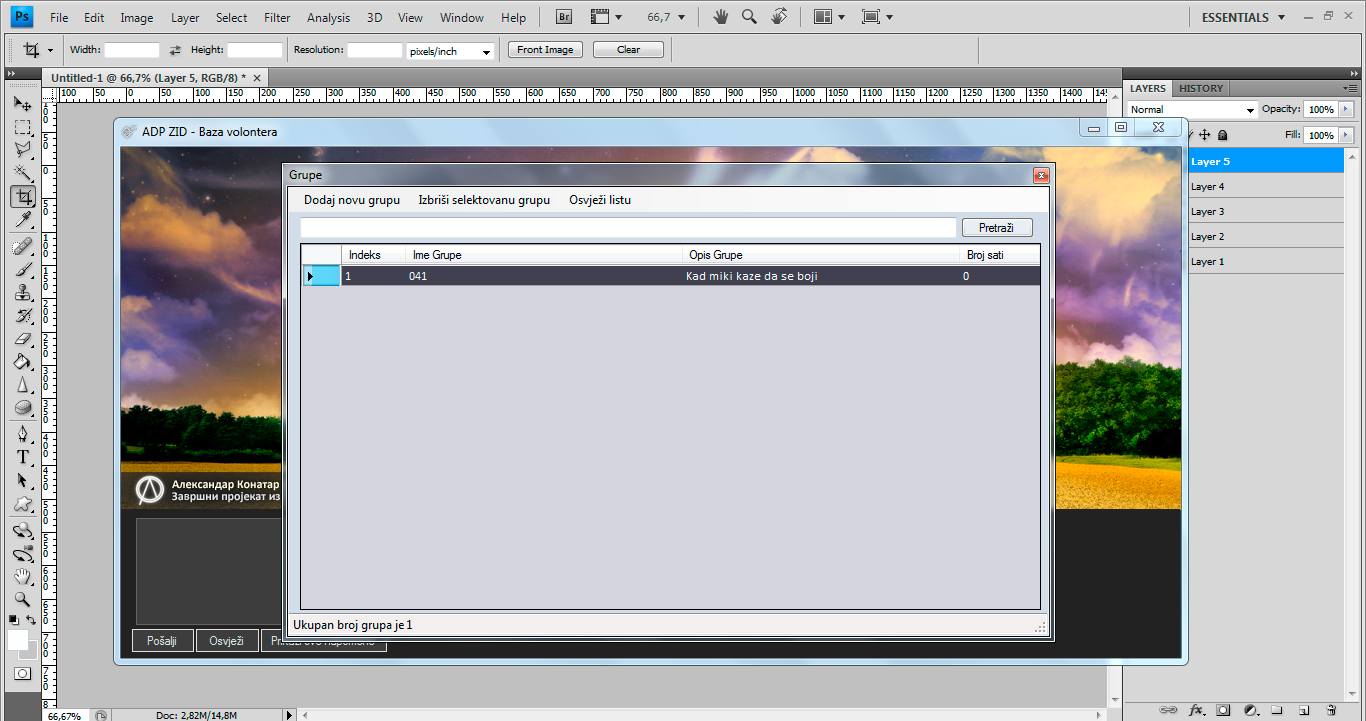 Ps File Edit Image Layer Select Filter Analysis 3D View Window Help Br 66,7 ESSENTIALS
Width: Height: Resolution: pixels/inch Front Image Clear
Untitled-1 @ 66,7% (Layer 5, RGB/8) *
100 50 0 50 100 150 200 250 300 350 400 450 500 550 600 650 700 750 800 850 900 950 1000 1050 1100 1150 1200 1250 1300 1350 1400
LAYERS HISTORY
Normal Opacity: 100%
Fill: 100%
Layer 5
Layer 4
Layer 3
Layer 2
Layer 1
ADP ZID - Baza volontera
Grupe
Dodaj novu grupu Izbriši selektovanu grupu Osvježi listu
Pretraži
Indeks Ime Grupe Opis Grupe Broj sati
1 041 Kad miki kaze da se boji 0
Александар Конатар
Завршни пројекат из
Ukupan broj grupa je 1
Pošalji Osvježi
66,67% Doc: 2,82M/14,8M